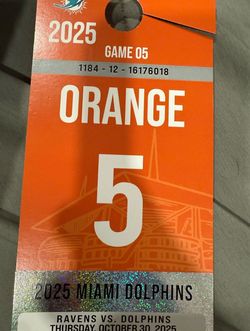 2025
GAME 05
1184 - 12 - 16176018
ORANGE
5
2025 MIAMI DOLPHINS
RAVENS VS. DOLPHINS
THURSDAY, OCTOBER 30, 2025